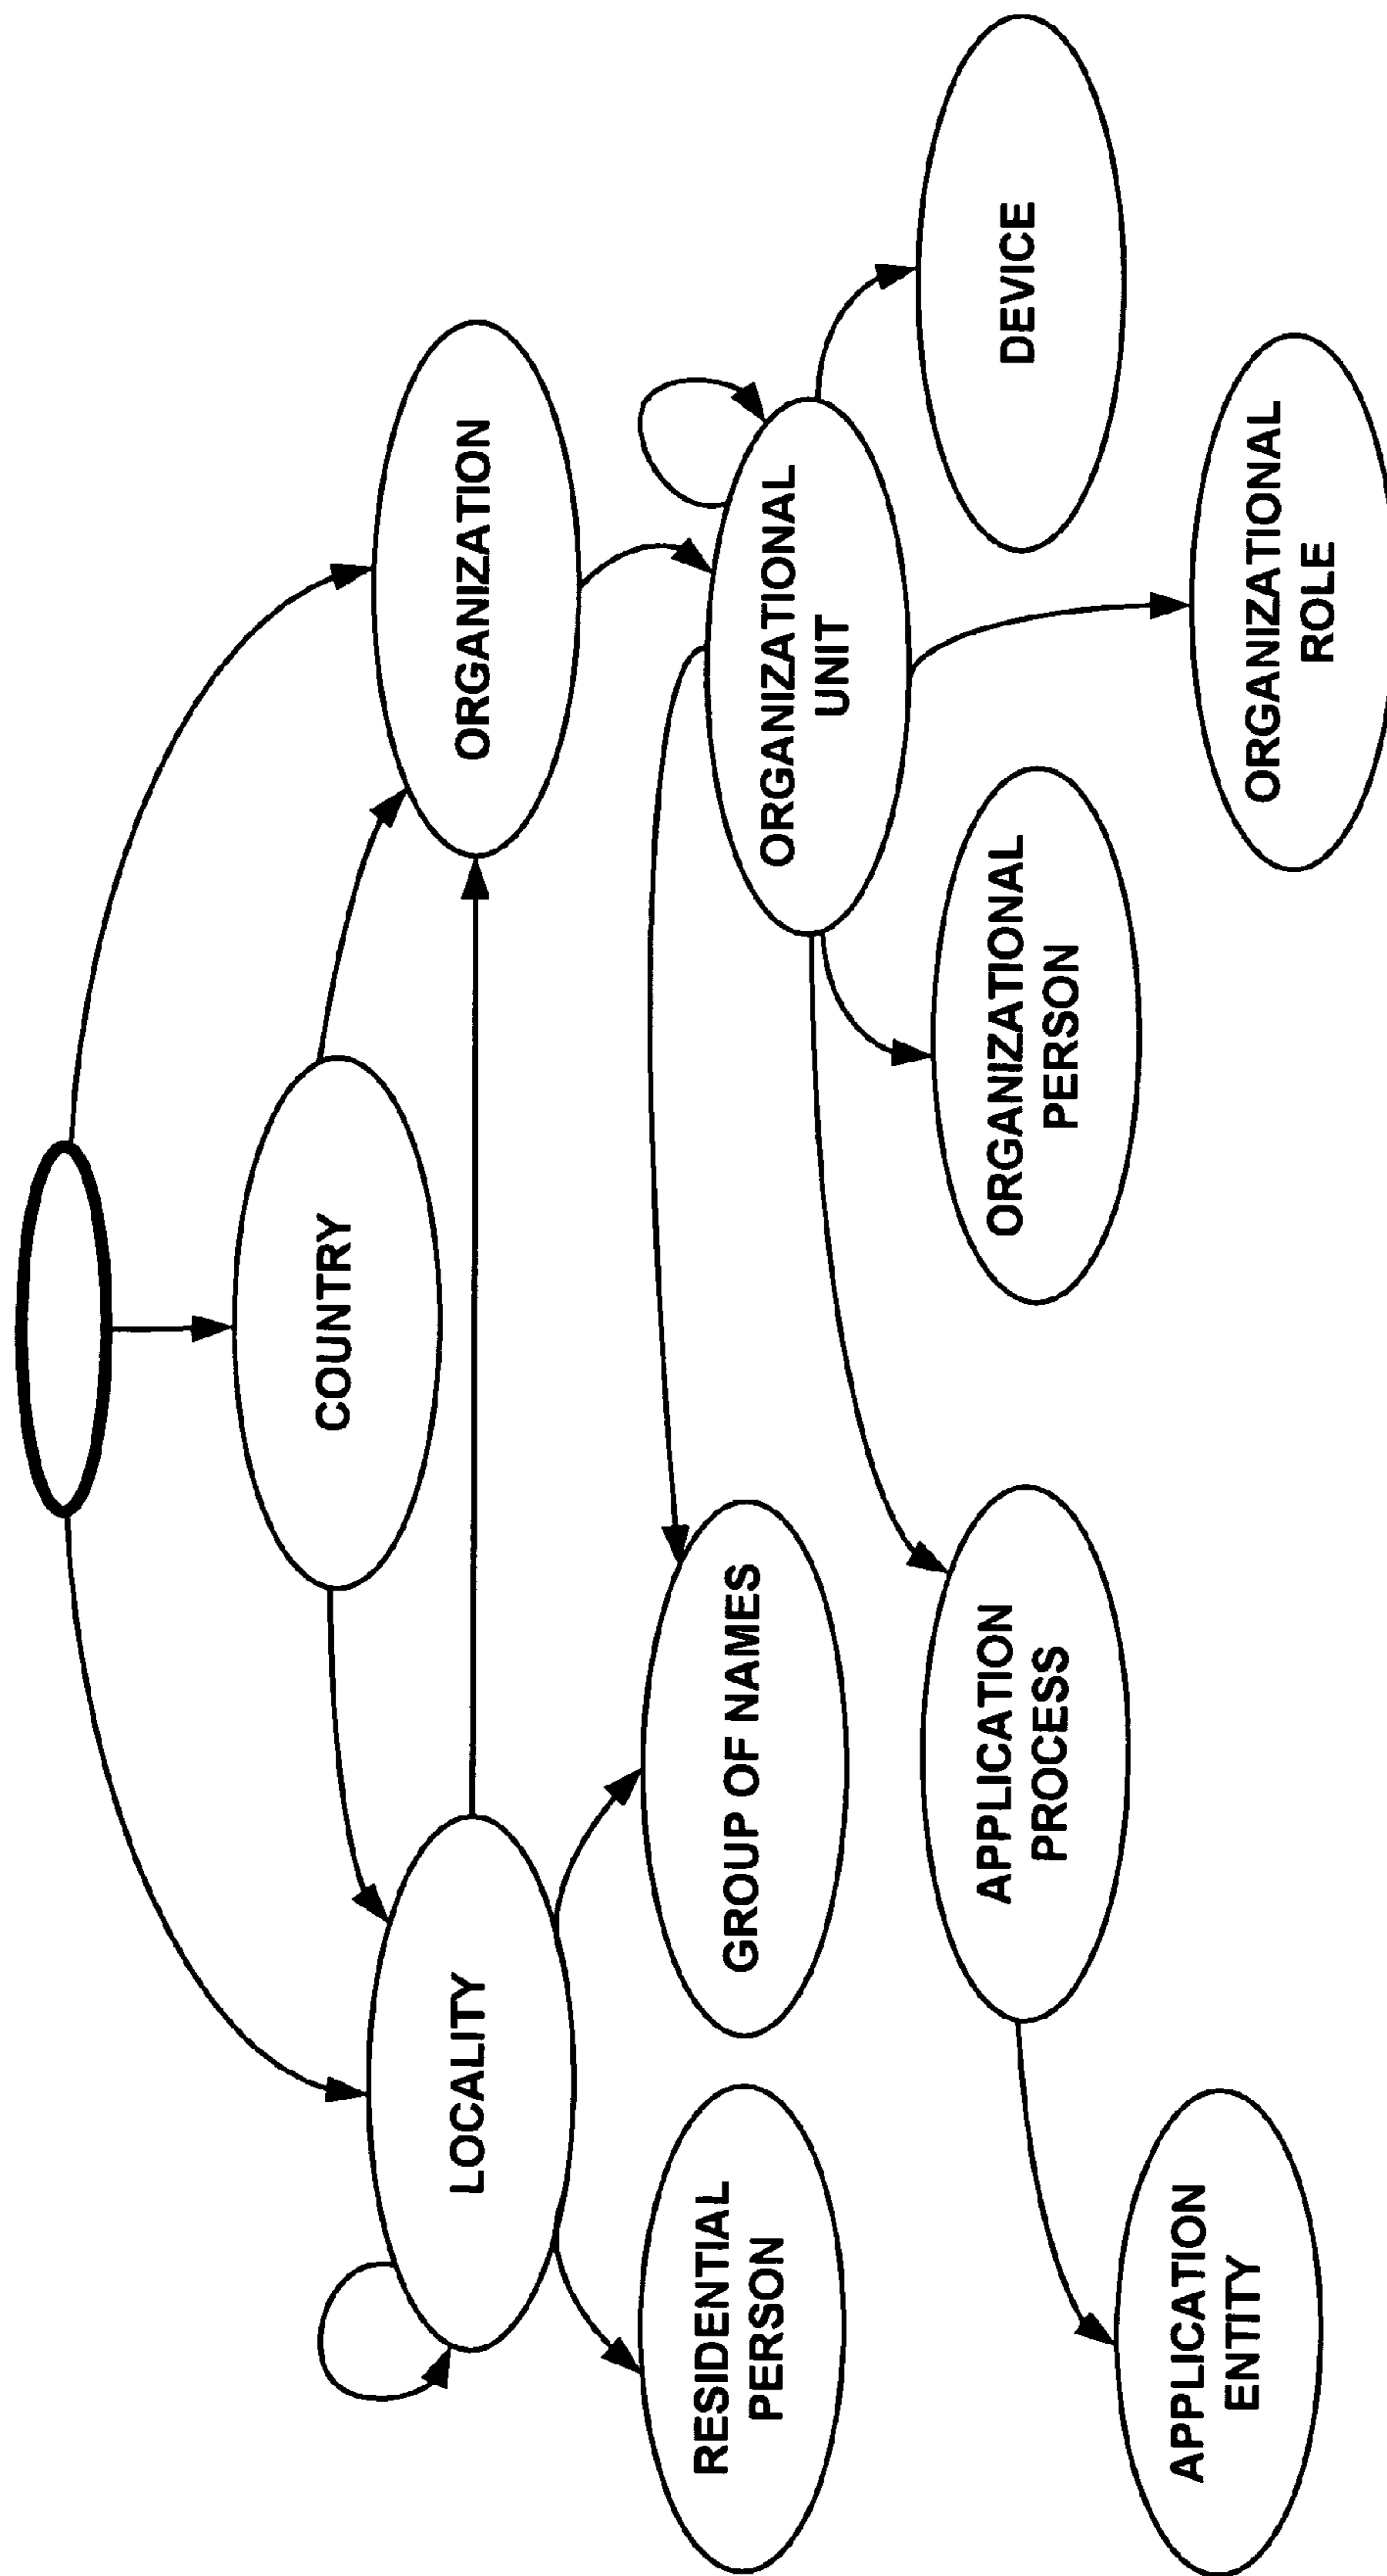 COUNTRY
LOCALITY
ORGANIZATION
RESIDENTIAL
PERSON
GROUP OF NAMES
ORGANIZATIONAL
UNIT
APPLICATION
PROCESS
ORGANIZATIONAL
PERSON
DEVICE
APPLICATION
ENTITY
ORGANIZATIONAL
ROLE